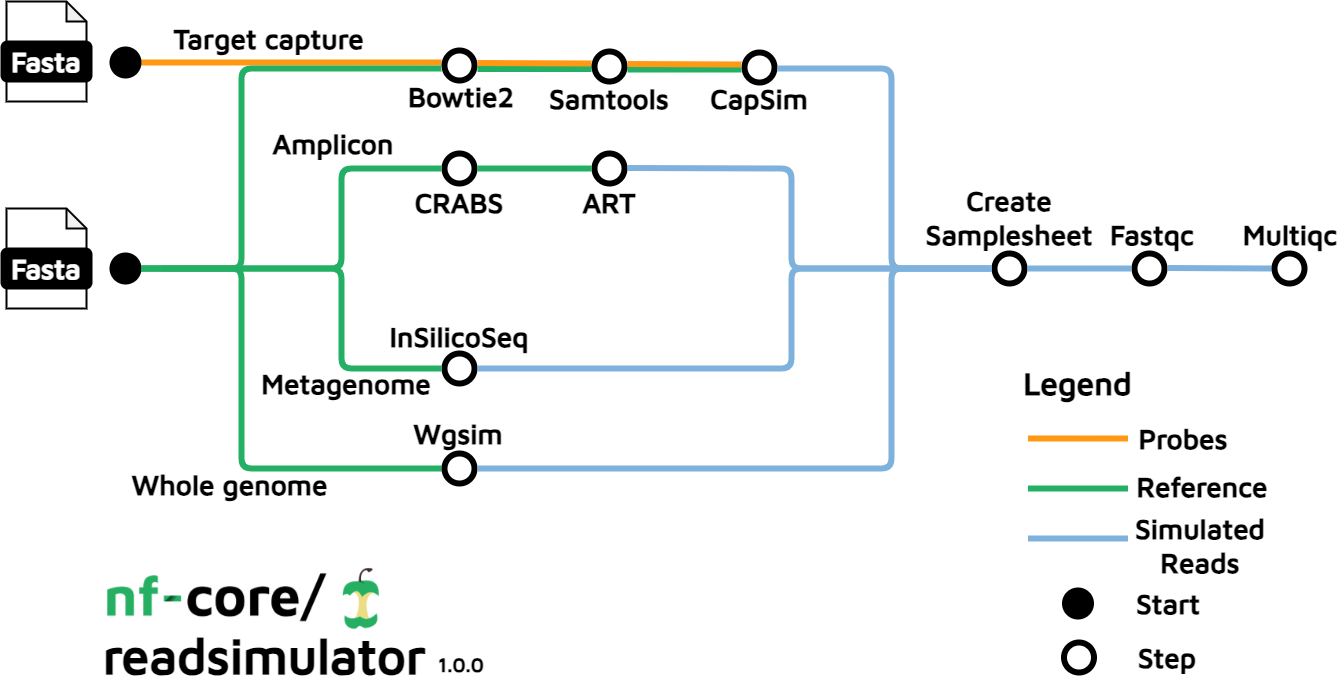 Fasta
Target capture
Bowtie2
Samtools
CapSim
Amplicon
CRABS
ART
Fasta
Create
Samplesheet
Fastqc
Multiqc
InSilicoSeq
Metagenome
Wgsim
Whole genome
Legend
Probes
Reference
Simulated
Reads
Start
Step
nf-core/
readsimulator 1.0.0